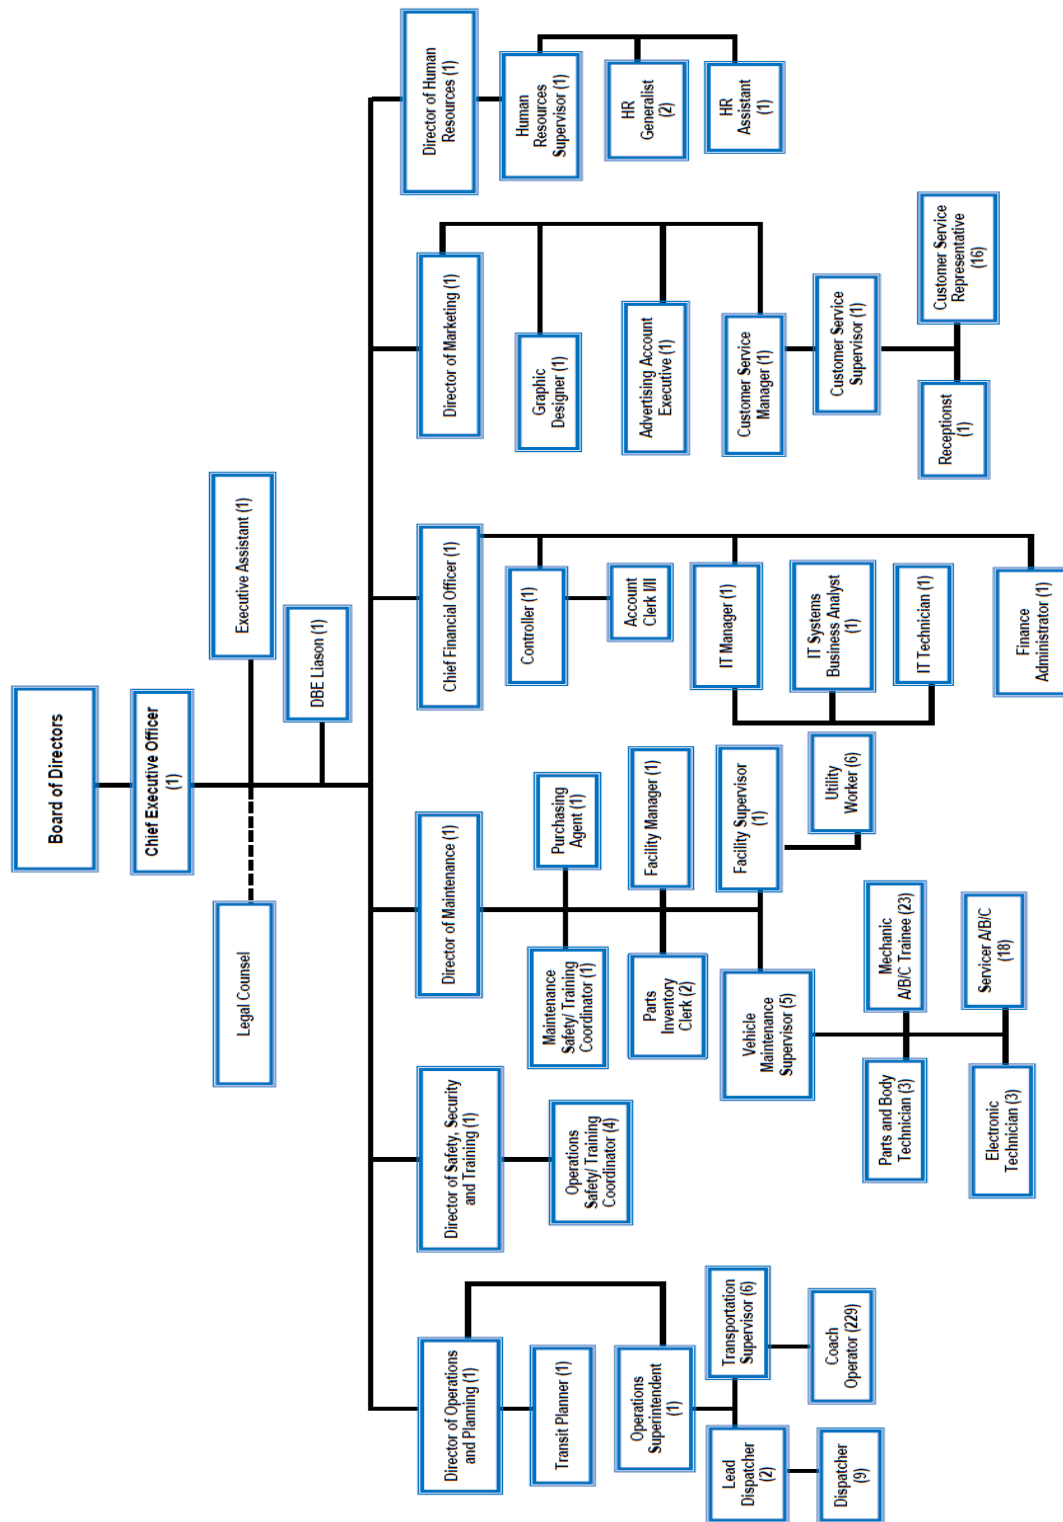 Board of Directors
Chief Executive Officer
(1)
Legal Counsel
Executive Assistant (1)
DBE Liason (1)
Director of Operations
and Planning (1)
Transit Planner (1)
Operations
Superintendent
(1)
Lead
Dispatcher
(2)
Dispatcher
(9)
Transportation
Supervisor (6)
Coach
Operator (229)
Director of Safety, Security
and Training (1)
Operations
Safety/ Training
Coordinator (4)
Director of Maintenance (1)
Maintenance
Safety/ Training
Coordinator (1)
Purchasing
Agent (1)
Parts
Inventory
Clerk (2)
Facility Manager (1)
Vehicle
Maintenance
Supervisor (5)
Facility Supervisor
(1)
Utility
Worker (6)
Parts and Body
Technician (3)
Mechanic
A/B/C Trainee (23)
Electronic
Technician (3)
Servicer A/B/C
(18)
Chief Financial Officer (1)
Controller (1)
Account
Clerk I/II
IT Manager (1)
IT Systems
Business Analyst
(1)
IT Technician (1)
Finance
Administrator (1)
Director of Marketing (1)
Graphic
Designer (1)
Advertising Account
Executive (1)
Customer Service
Manager (1)
Customer Service
Supervisor (1)
Receptionst
(1)
Customer Service
Representative
(16)
Director of Human
Resources (1)
Human
Resources
Supervisor (1)
HR
Generalist
(2)
HR
Assistant
(1)